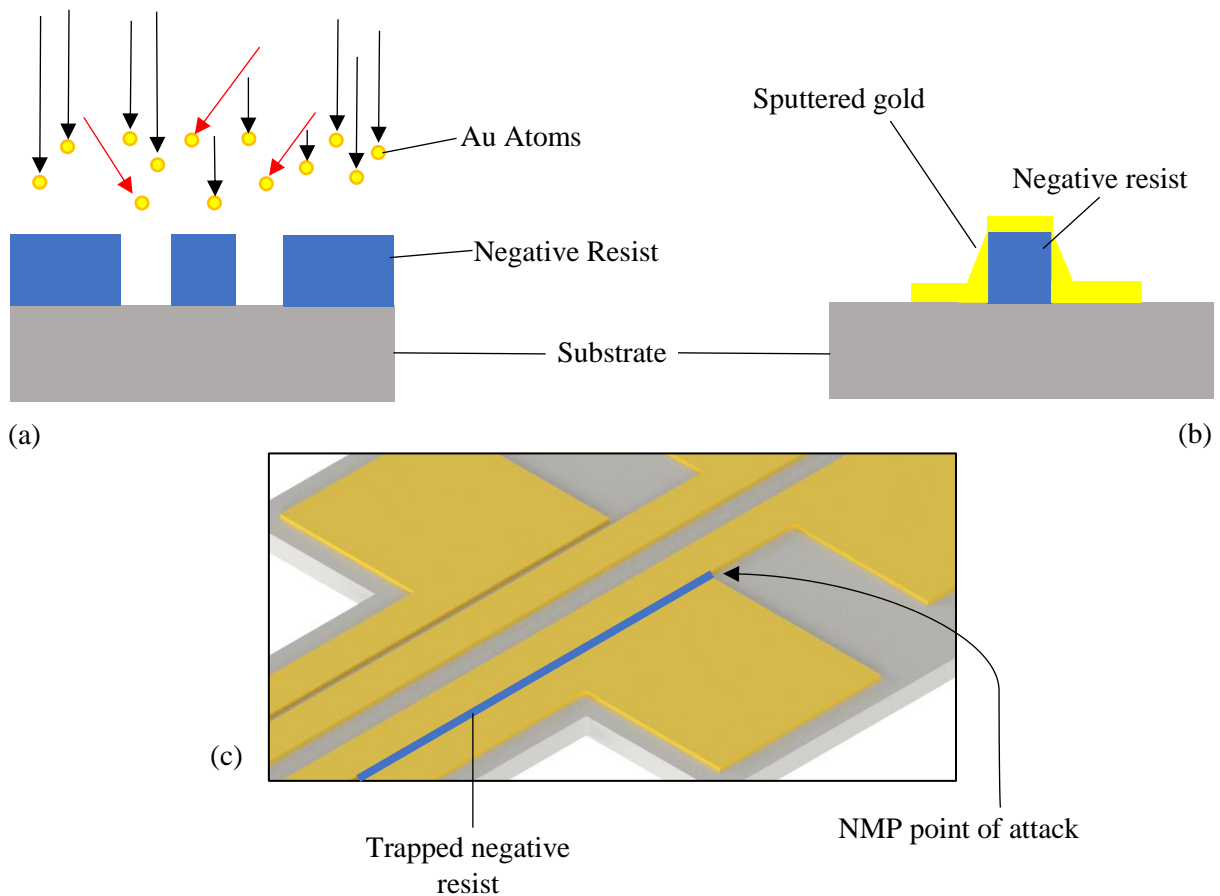 Sputtered gold
Au Atoms
Negative resist
Negative Resist
Substrate
(a)
(b)
(c)
NMP point of attack
Trapped negative
resist